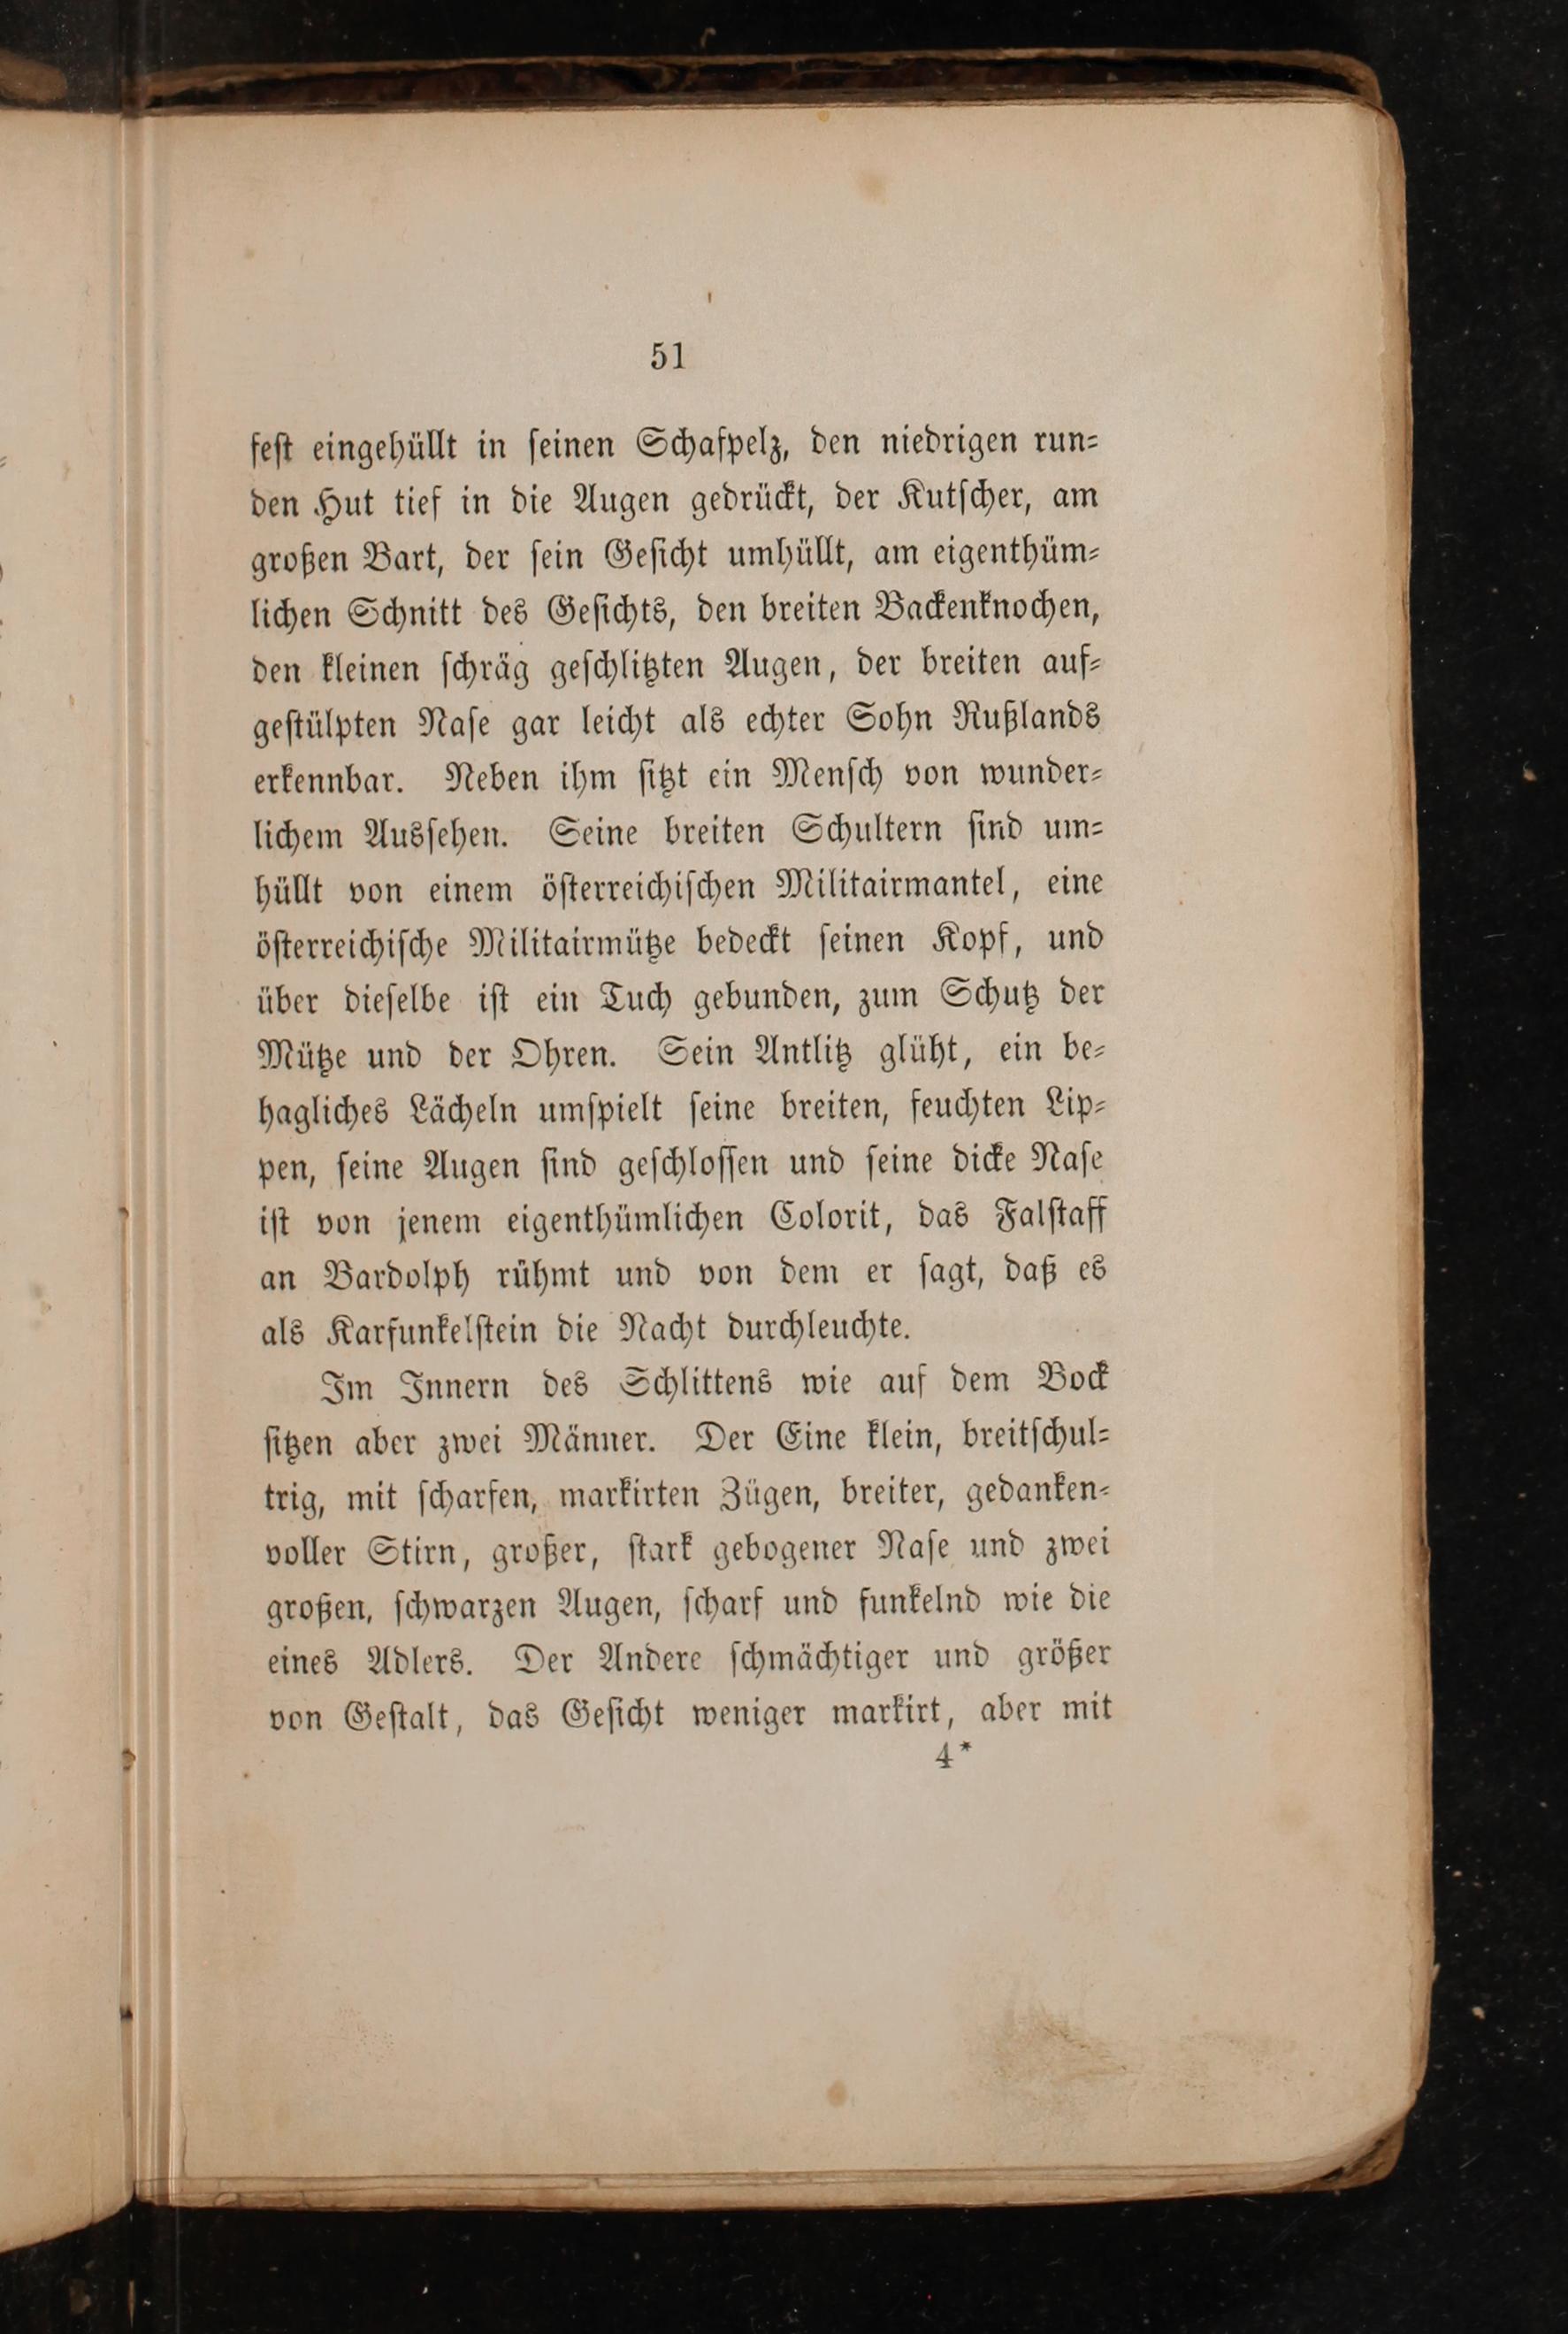 51
feſt eingehüllt in ſeinen Schafpelz, den niedrigen run⸗
den Hut tief in die Augen gedrückt, der Kutſcher, am
großen Bart, der ſein Geſicht umhüllt, am eigenthüm⸗
lichen Schnitt des Geſichts, den breiten Backenknochen,
den kleinen ſchräg geſchlitzten Augen, der breiten auf⸗
geſtülpten Naſe gar leicht als echter Sohn Rußlands
erkennbar. Neben ihm ſitzt ein Menſch von wunder⸗
lichem Ausſehen. Seine breiten Schultern ſind um⸗
hüllt von einem öſterreichiſchen Militairmantel, eine
öſterreichiſche Militairmütze bedeckt ſeinen Kopf, und
über dieſelbe iſt ein Tuch gebunden, zum Schutz der
Mütze und der Ohren. Sein Antlitz glüht, ein be⸗
hagliches Lächeln umſpielt ſeine breiten, feuchten Lip⸗
pen, ſeine Augen ſind geſchloſſen und ſeine dicke Naſe
iſt von jenem eigenthümlichen Colorit, das Falſtaff
an Bardolph rühmt und von dem er ſagt, daß es
als Karfunkelſtein die Nacht durchleuchte.
Im Innern des Schlittens wie auf dem Bock
ſitzen aber zwei Männer. Der Eine klein, breitſchul⸗
trig, mit ſcharfen, markirten Zügen, breiter, gedanken⸗
voller Stirn, großer, ſtark gebogener Naſe und zwei
großen, ſchwarzen Augen, ſcharf und funkelnd wie die
eines Adlers. Der Andere ſchmächtiger und größer
von Geſtalt, das Geſicht weniger markirt, aber mit
4*